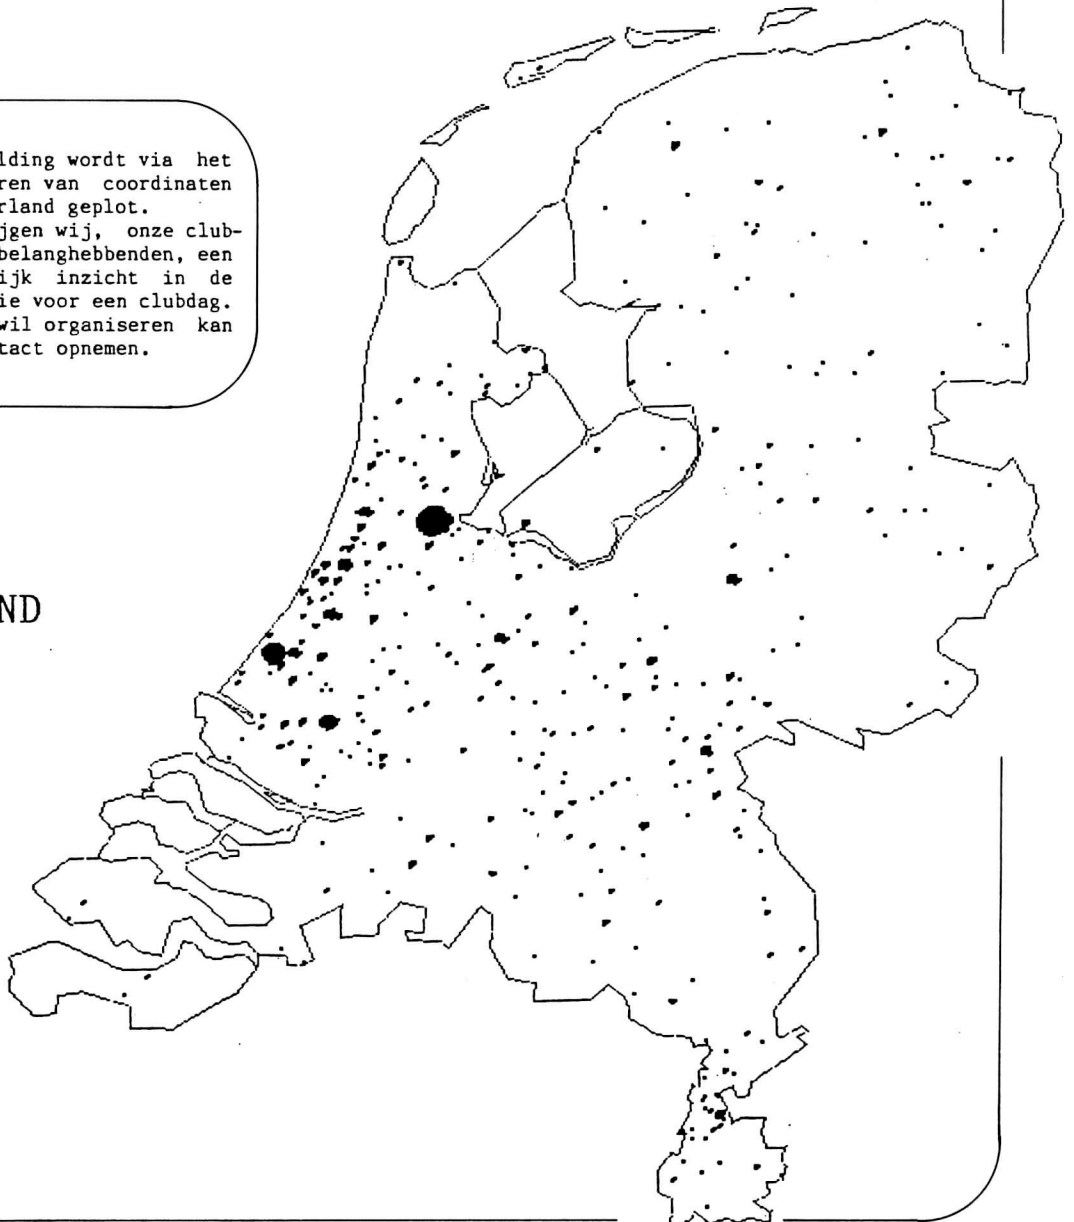 lding wordt via het
ren van coordinaten
rland geplot.
jgen wij, onze club-
belanghebbenden, een
ijk inzicht in de
ie voor een clubdag.
wil organiseren kan
tact opnemen.
ND